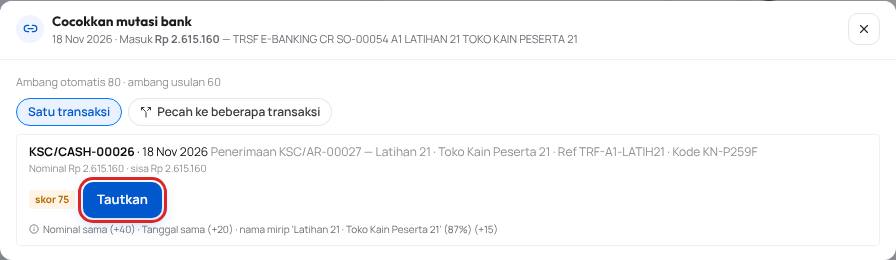 Cocokkan mutasi bank
18 Nov 2026 · Masuk Rp 2.615.160 — TRSF E-BANKING CR SO-00054 A1 LATIHAN 21 TOKO KAIN PESERTA 21
Ambang otomatis 80 · ambang usulan 60
Satu transaksi
Pecah ke beberapa transaksi
KSC/CASH-00026 · 18 Nov 2026 Penerimaan KSC/AR-00027 — Latihan 21 · Toko Kain Peserta 21 · Ref TRF-A1-LATIH21 · Kode KN-P259F
Nominal Rp 2.615.160 · sisa Rp 2.615.160
skor 75
Tautkan
Nominal sama (+40) · Tanggal sama (+20) · nama mirip 'Latihan 21 · Toko Kain Peserta 21' (87%) (+15)